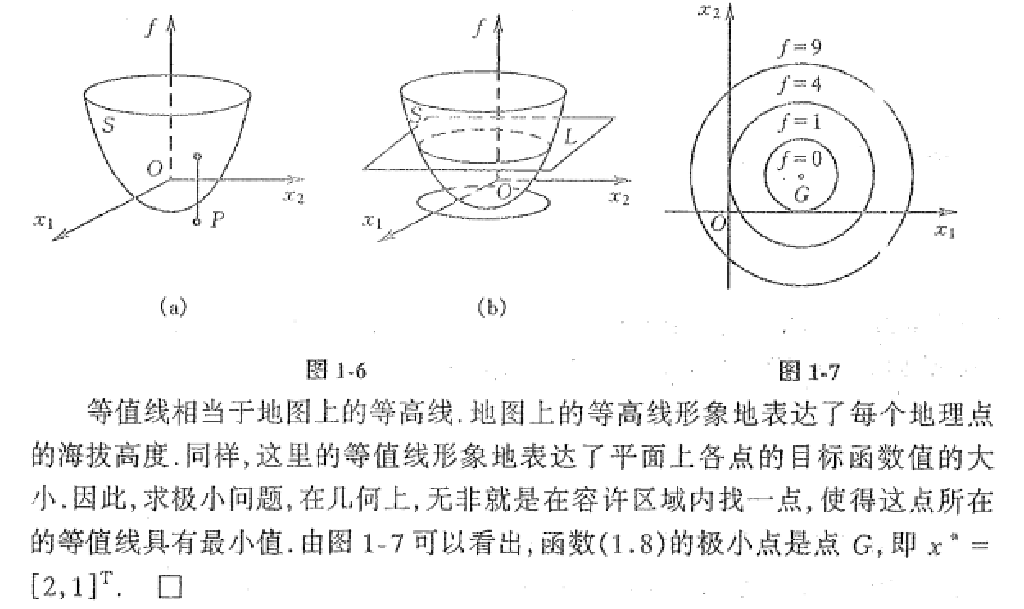 f
S
O
x₂
x₁
P
(a)
f
S
L
O
x₂
x₁
(b)
图 1-6
x₂
f=9
f=4
f=1
f=0
G
O
x₁
图 1-7
等值线相当于地图上的等高线.地图上的等高线形象地表达了每个地理点
的海拔高度.同样,这里的等值线形象地表达了平面上各点的目标函数值的大
小.因此,求极小问题,在几何上,无非就是在容许区域内找一点,使得这点所在
的等值线具有最小值.由图 1-7 可以看出,函数(1.8)的极小点是点 G,即 x* =
[2,1]ᵀ. □